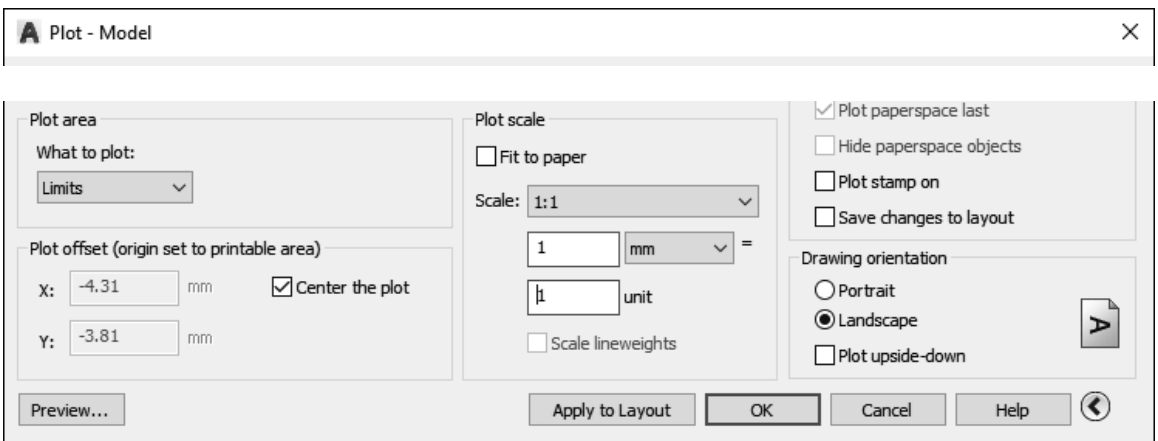 Plot - Model
Plot area
What to plot:
Limits
Plot offset (origin set to printable area)
X: -4.31 mm
Center the plot
Y: -3.81 mm
Plot scale
Fit to paper
Scale: 1:1
1 mm =
1 unit
Scale lineweights
Plot paperspace last
Hide paperspace objects
Plot stamp on
Save changes to layout
Drawing orientation
Portrait
Landscape
Plot upside-down
A
Preview...
Apply to Layout
OK
Cancel
Help